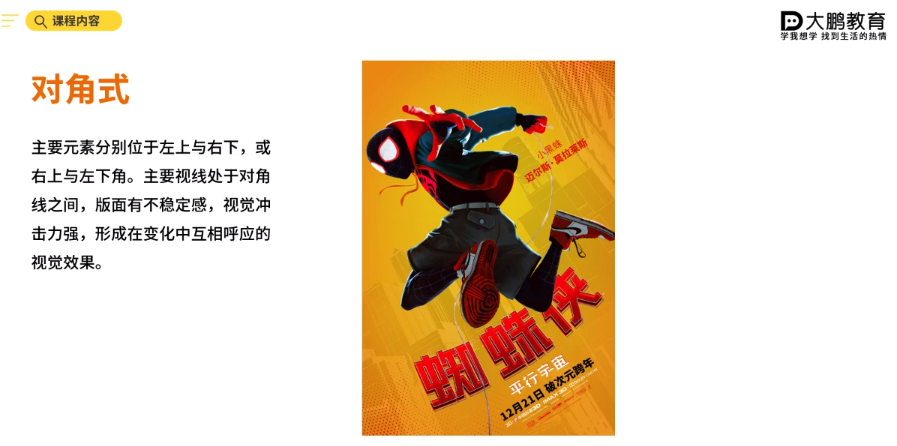 课程内容
大鹏教育
学我想学 找到生活的热情
对角式
主要元素分别位于左上与右下，或
右上与左下角。主要视线处于对角
线之间，版面有不稳定感，视觉冲
击力强，形成在变化中互相呼应的
视觉效果。
小黑蛛
迈尔斯·莫拉莱斯
蜘蛛侠
平行宇宙
12月21日 破次元跨年